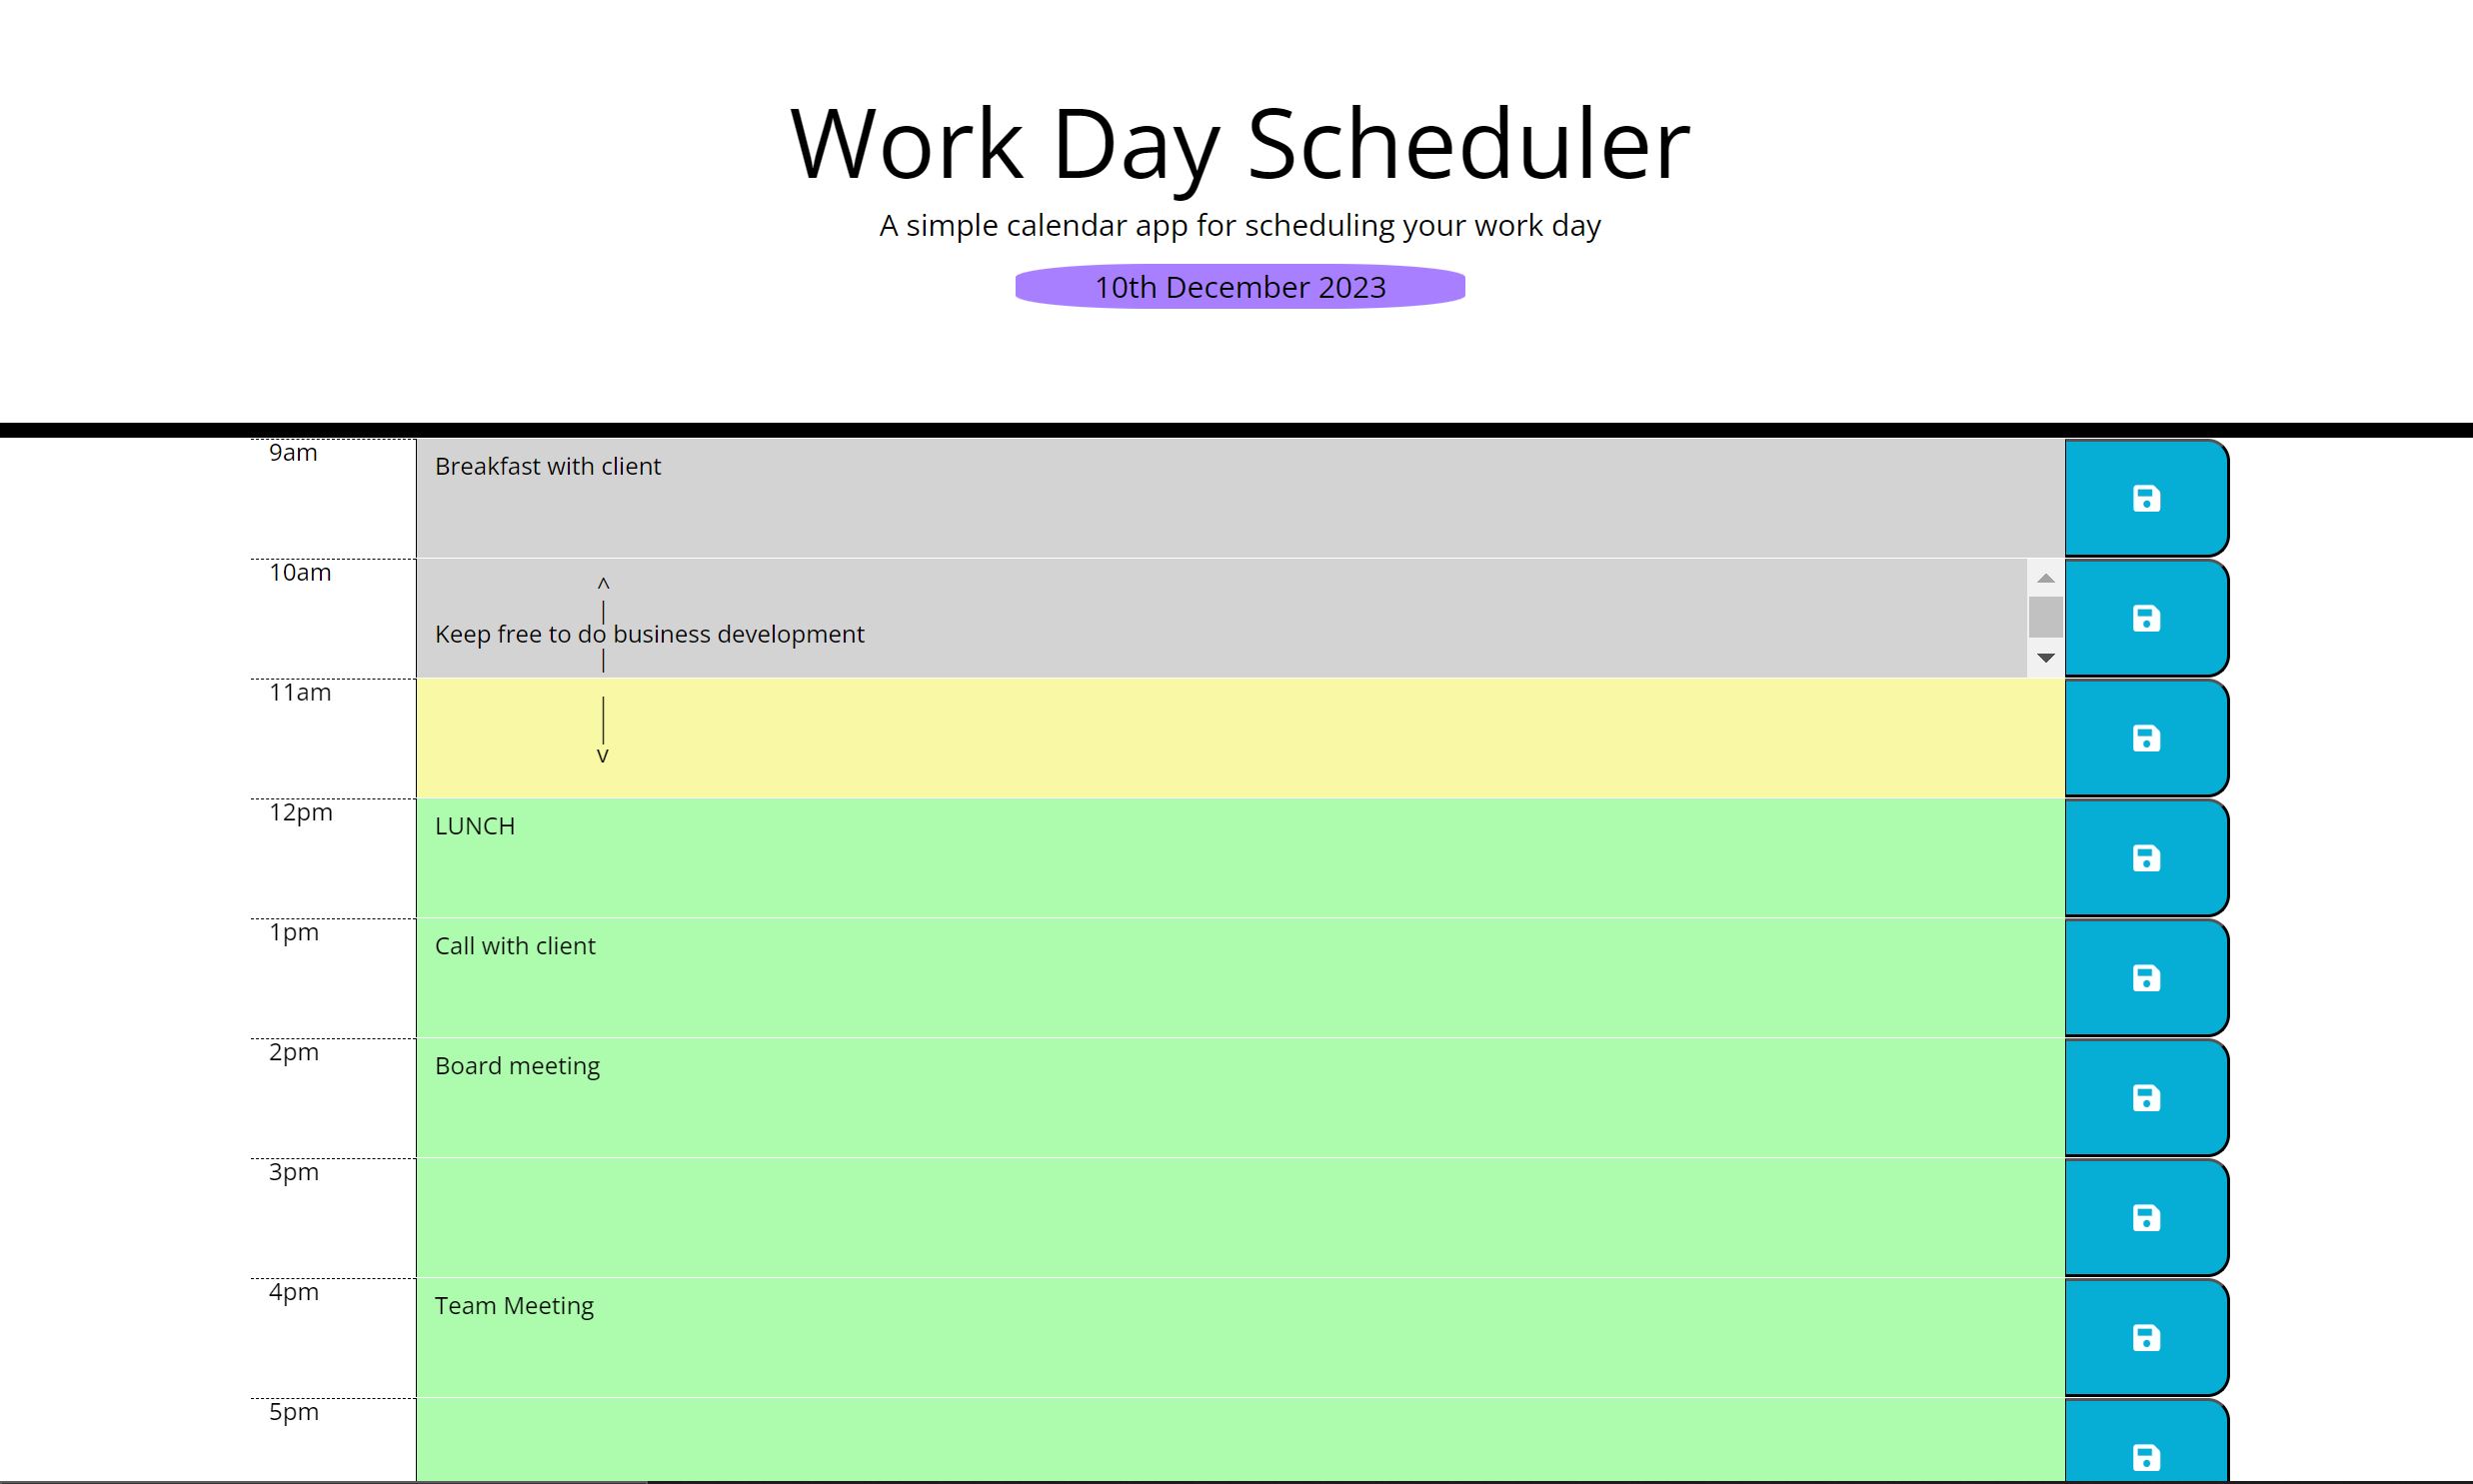 Work Day Scheduler
A simple calendar app for scheduling your work day
10th December 2023
9am
Breakfast with client
10am
^
|
Keep free to do business development
|
11am
|
|
v
12pm
LUNCH
1pm
Call with client
2pm
Board meeting
3pm
4pm
Team Meeting
5pm